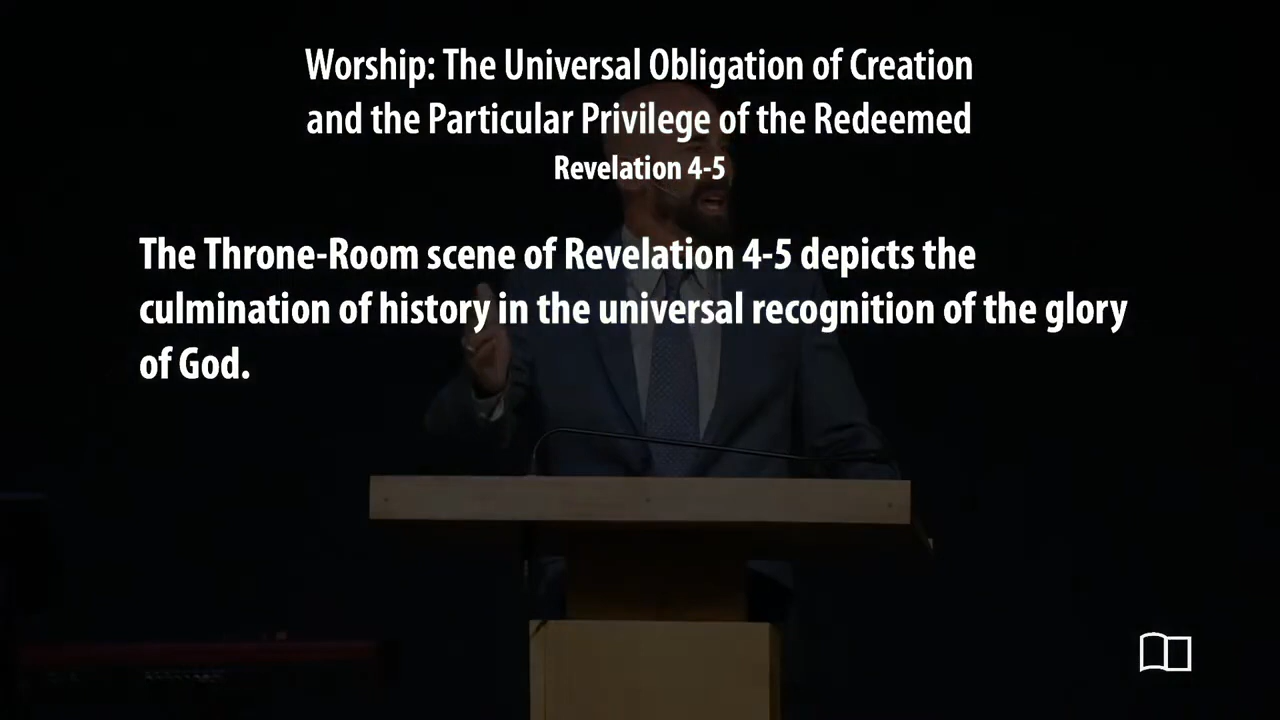 Worship: The Universal Obligation of Creation
and the Particular Privilege of the Redeemed
Revelation 4-5
The Throne-Room scene of Revelation 4-5 depicts the
culmination of history in the universal recognition of the glory
of God.